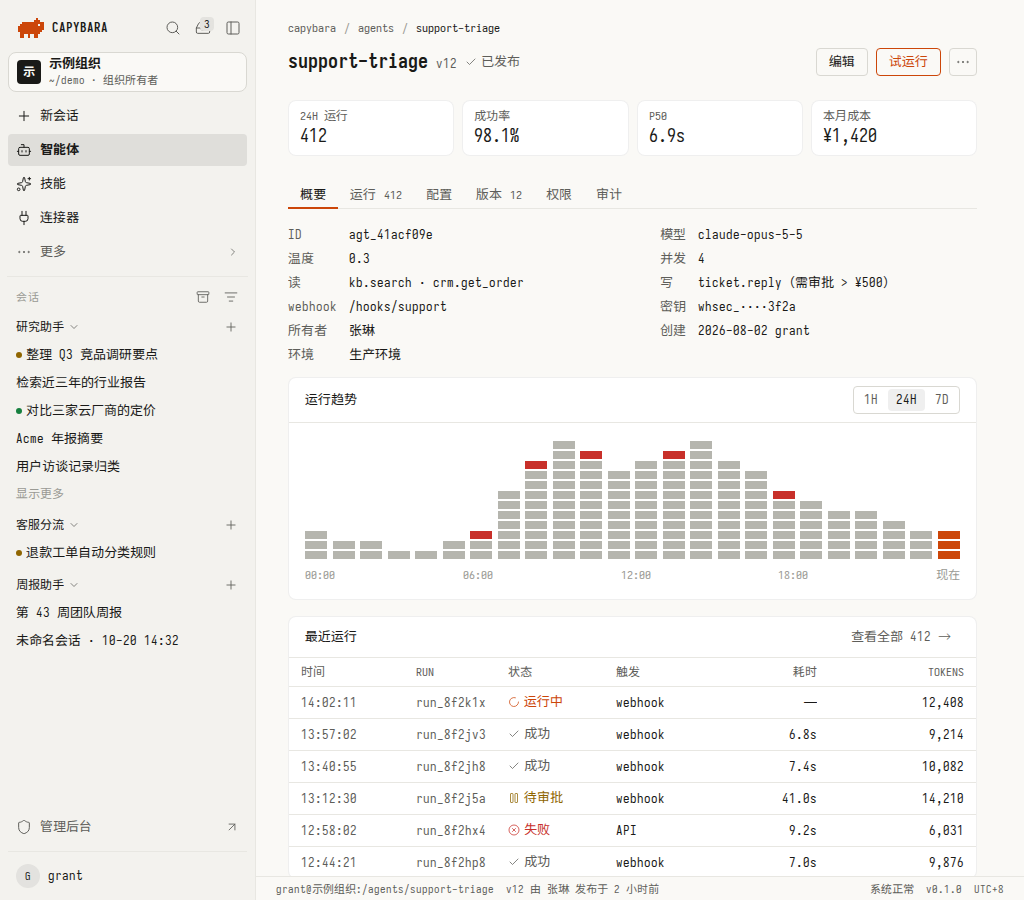 CAPYBARA
3
示 示例组织
~/demo · 组织所有者
新会话
智能体
技能
连接器
更多
会话
研究助手
整理 Q3 竞品调研要点
检索近三年的行业报告
对比三家云厂商的定价
Acme 年报摘要
用户访谈记录归类
显示更多
客服分流
退款工单自动分类规则
周报助手
第 43 周团队周报
未命名会话 · 10-20 14:32
管理后台
G grant
capybara / agents / support-triage
support-triage v12 已发布
编辑 试运行 ···
24H 运行 成功率 P50 本月成本
412 98.1% 6.9s ¥1,420
概要 运行 412 配置 版本 12 权限 审计
ID agt_41acf09e 模型 claude-opus-5-5
温度 0.3 并发 4
读 kb.search · crm.get_order 写 ticket.reply (需审批 > ¥500)
webhook /hooks/support 密钥 whsec_····3f2a
所有者 张琳 创建 2026-08-02 grant
环境 生产环境
运行趋势 1H 24H 7D
00:00 06:00 12:00 18:00 现在
最近运行 查看全部 412 →
时间 RUN 状态 触发 耗时 TOKENS
14:02:11 run_8f2k1x 运行中 webhook — 12,408
13:57:02 run_8f2jv3 成功 webhook 6.8s 9,214
13:40:55 run_8f2jh8 成功 webhook 7.4s 10,082
13:12:30 run_8f2j5a 待审批 webhook 41.0s 14,210
12:58:02 run_8f2hx4 失败 API 9.2s 6,031
12:44:21 run_8f2hp8 成功 webhook 7.0s 9,876
grant@示例组织:/agents/support-triage v12 由 张琳 发布于 2 小时前 系统正常 v0.1.0 UTC+8